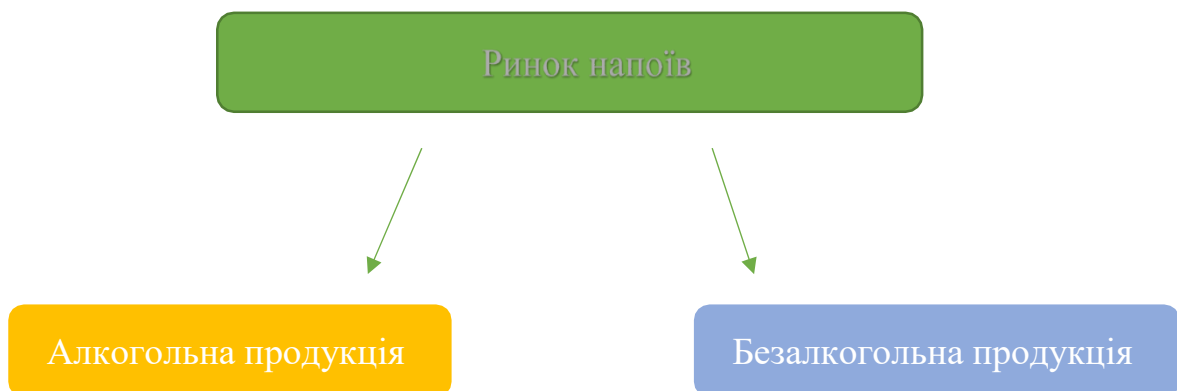 Ринок напоїв
Алкогольна продукція
Безалкогольна продукція